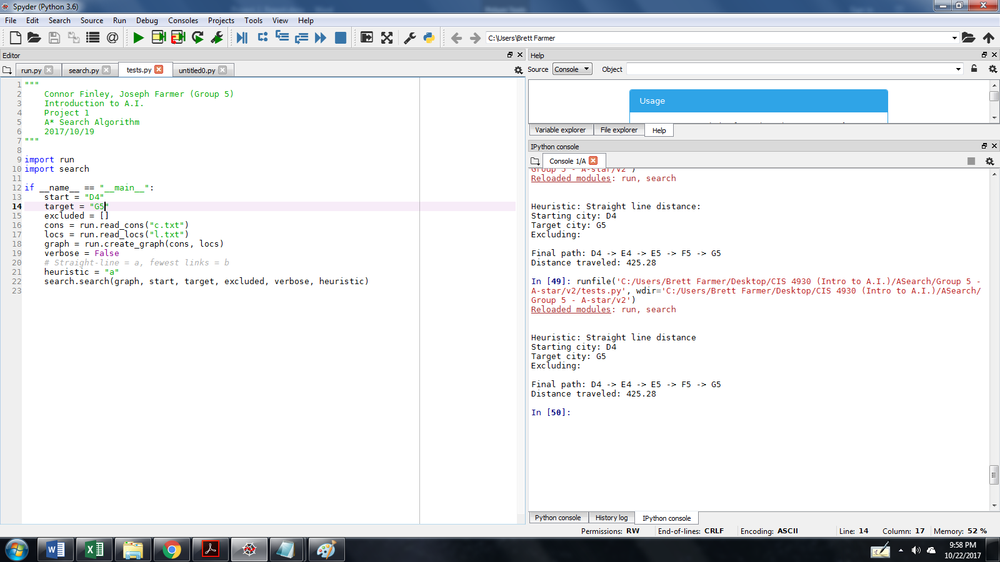 Spyder (Python 3.6)
File Edit Search Source Run Debug Consoles Projects Tools View Help
C:\Users\Brett Farmer
Editor
run.py search.py tests.py untitled0.py
1 """
2 Connor Finley, Joseph Farmer (Group 5)
3 Introduction to A.I.
4 Project 1
5 A* Search Algorithm
6 2017/10/19
7 """
8
9 import run
10 import search
11
12 if __name__ == "__main__":
13 start = "D4"
14 target = "G5"
15 excluded = []
16 cons = run.read_cons("c.txt")
17 locs = run.read_locs("l.txt")
18 graph = run.create_graph(cons, locs)
19 verbose = False
20 # Straight-line = a, fewest links = b
21 heuristic = "a"
22 search.search(graph, start, target, excluded, verbose, heuristic)
23
Help
Source Console Object
Usage
Variable explorer File explorer Help
IPython console
Console 1/A
Group 5 - A-star/v2')
Reloaded modules: run, search
Heuristic: Straight line distance:
Starting city: D4
Target city: G5
Excluding:
Final path: D4 -> E4 -> E5 -> F5 -> G5
Distance traveled: 425.28
In [49]: runfile('C:/Users/Brett Farmer/Desktop/CIS 4930 (Intro to A.I.)/ASearch/Group 5 -
A-star/v2/tests.py', wdir='C:/Users/Brett Farmer/Desktop/CIS 4930 (Intro to A.I.)/ASearch/
Group 5 - A-star/v2')
Reloaded modules: run, search
Heuristic: Straight line distance
Starting city: D4
Target city: G5
Excluding:
Final path: D4 -> E4 -> E5 -> F5 -> G5
Distance traveled: 425.28
In [50]:
Python console History log IPython console
Permissions: RW End-of-lines: CRLF Encoding: ASCII Line: 14 Column: 17 Memory: 52 %
9:58 PM
10/22/2017